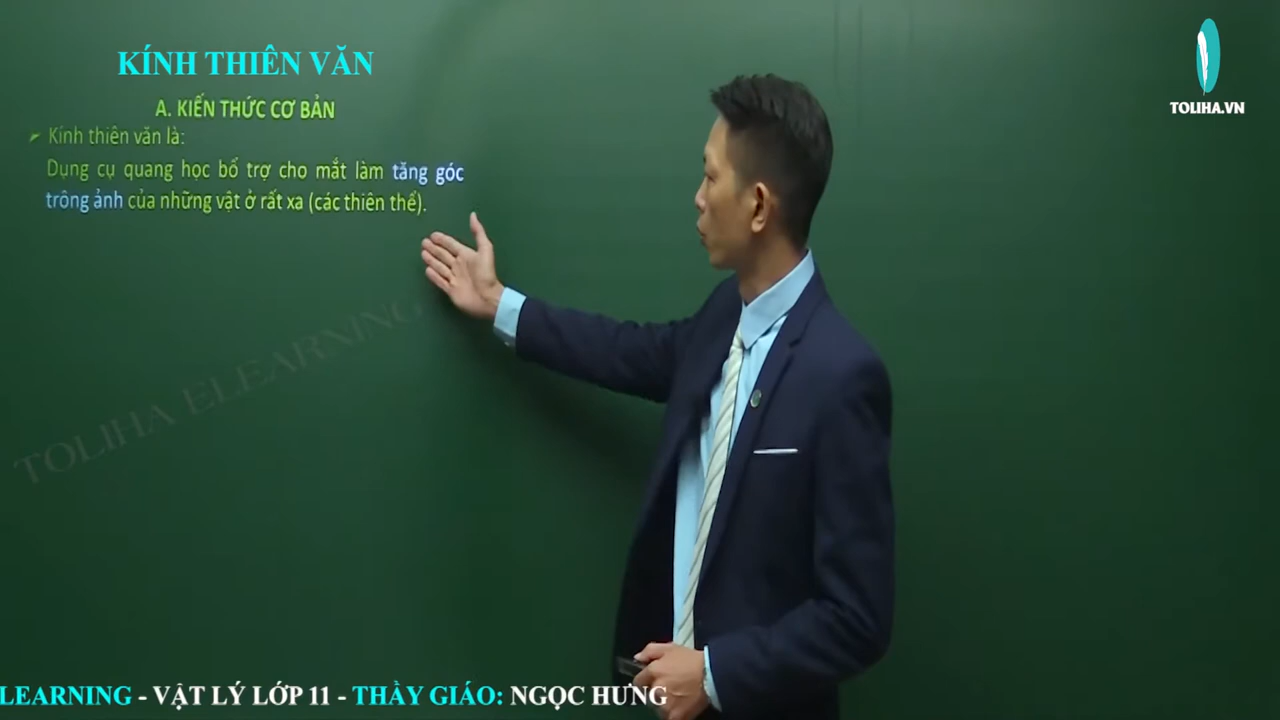 KÍNH THIÊN VĂN
TOLIHA.VN
A. KIẾN THỨC CƠ BẢN
Kính thiên văn là:
Dụng cụ quang học bổ trợ cho mắt làm tăng góc
trông ảnh của những vật ở rất xa (các thiên thể).
TOLIHA ELEARNING
LEARNING - VẬT LÝ LỚP 11 - THẦY GIÁO: NGỌC HƯNG